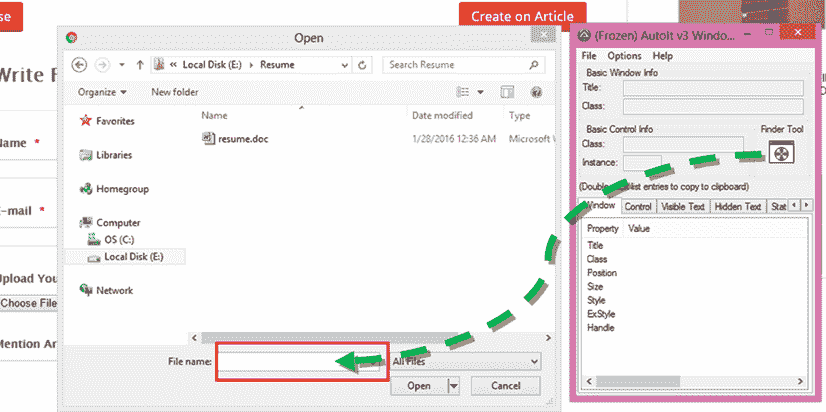 se
Create on Article
Write F
Name *
E-mail *
Upload You
Choose File
Mention Ar
Open
Local Disk (E:) Resume
Search Resume
Organize
New folder
Favorites
Libraries
Homegroup
Computer
OS (C:)
Local Disk (E:)
Network
Name
Date modified
Type
resume.doc
1/28/2016 12:36 AM
Microsoft W
File name:
All Files
Open
Cancel
(Frozen) AutoIt v3 Windo...
File Options Help
Basic Window Info
Title:
Class:
Basic Control Info
Finder Tool
Class:
Instance:
list entries to copy to clipboard)
Window
Control
Visible Text
Hidden Text
Stat
Property Value
Title
Class
Position
Size
Style
ExStyle
Handle